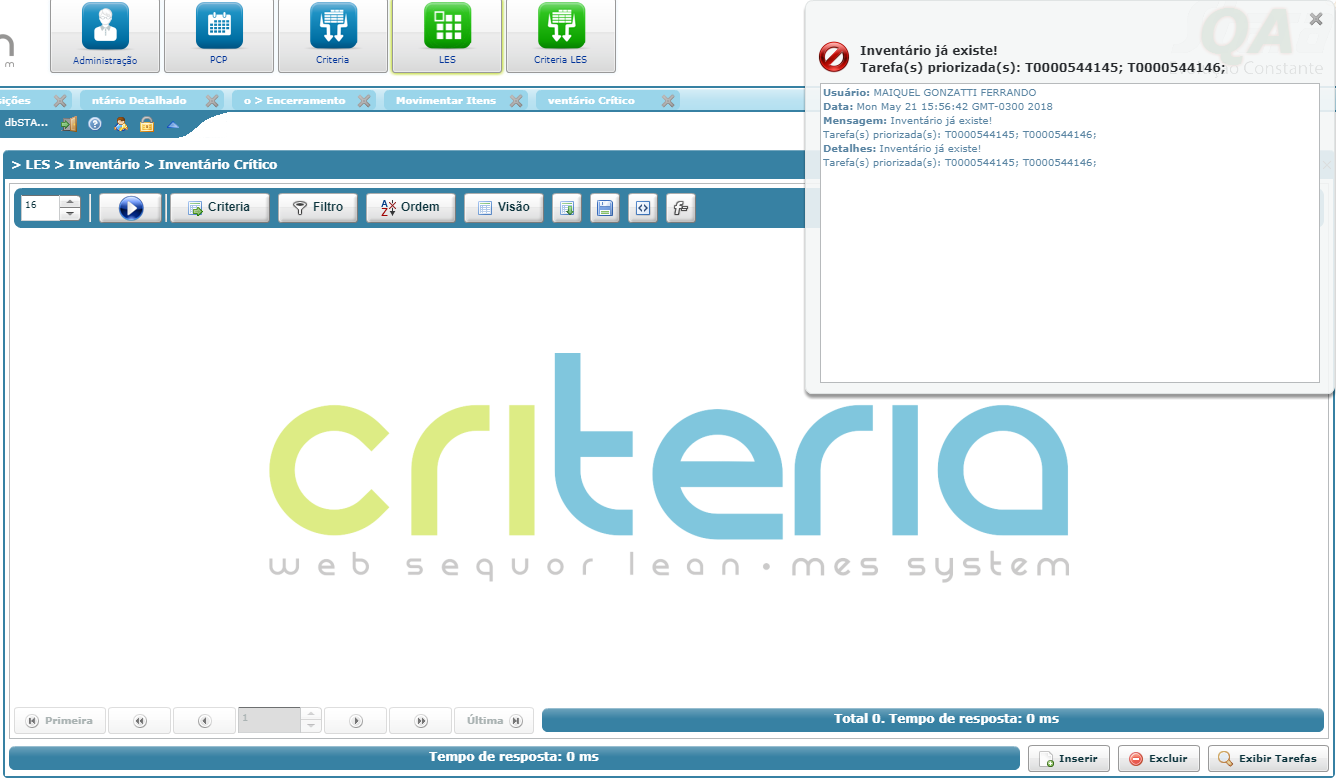 Administração
PCP
Criteria
LES
Criteria LES
QA
Constante
Inventário já existe!
Tarefa(s) priorizada(s): T0000544145; T0000544146;
Usuário: MAIQUEL GONZATTI FERRANDO
Data: Mon May 21 15:56:42 GMT-0300 2018
Mensagem: Inventário já existe!
Tarefa(s) priorizada(s): T0000544145; T0000544146;
Detalhes: Inventário já existe!
Tarefa(s) priorizada(s): T0000544145; T0000544146;
sições
ntário Detalhado
o > Encerramento
Movimentar Itens
ventário Crítico
dbSTA...
> LES > Inventário > Inventário Crítico
16
Criteria
Filtro
Ordem
Visão
criteria
web sequor lean·mes system
Primeira
1
Última
Total 0. Tempo de resposta: 0 ms
Tempo de resposta: 0 ms
Inserir
Excluir
Exibir Tarefas